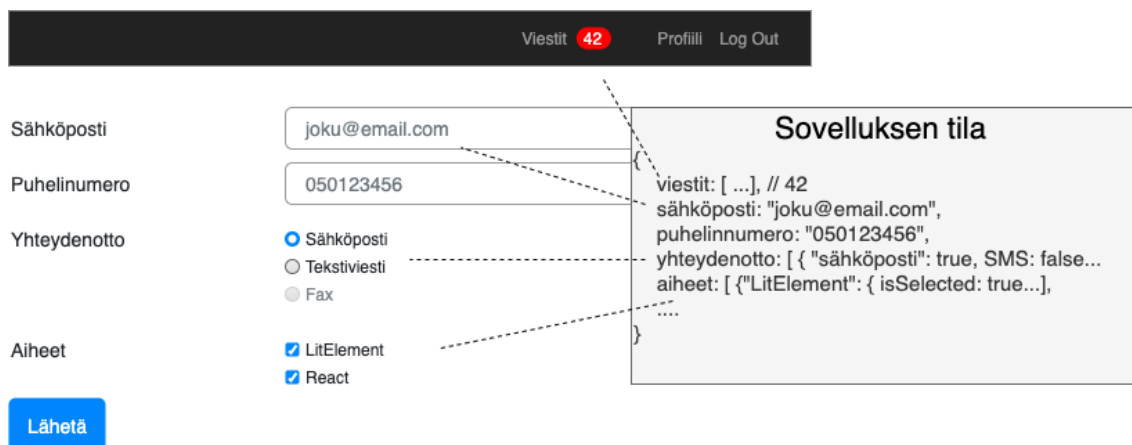 Viestit 42 Profiili Log Out
Sähköposti
joku@email.com
Puhelinumero
050123456
Yhteydenotto
Sähköposti
Tekstiviesti
Fax
Aiheet
LitElement
React
Lähetä
Sovelluksen tila
{
viestit: [ ...], // 42
sähköposti: "joku@email.com",
puhelinnumero: "050123456",
yhteydenotto: [ { "sähköposti": true, SMS: false...
aiheet: [ {"LitElement": { isSelected: true...],
....
}